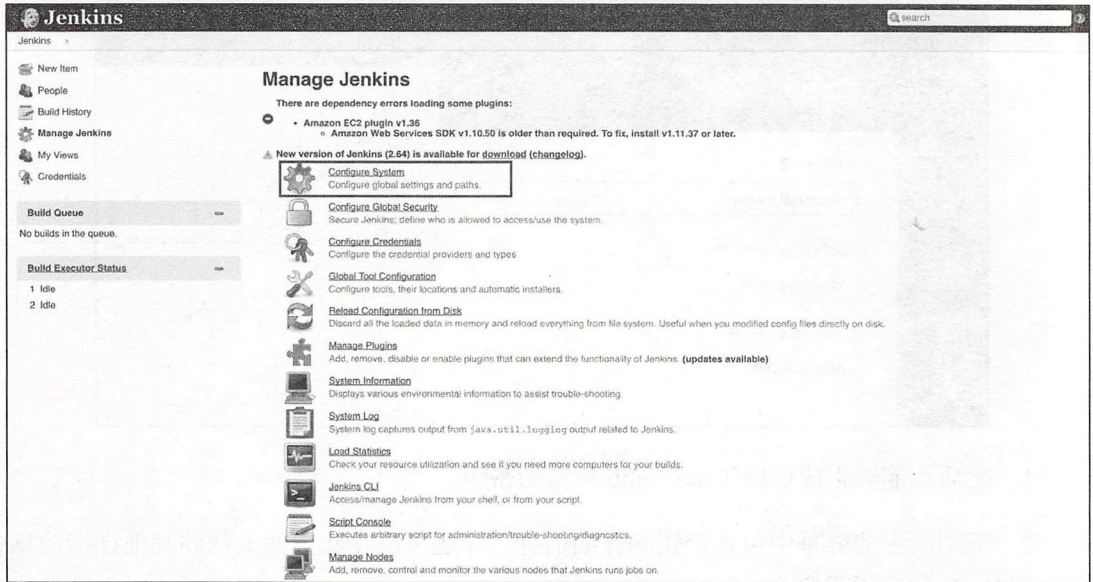 Jenkins
search
Jenkins
New Item
People
Build History
Manage Jenkins
My Views
Credentials
Build Queue
No builds in the queue.
Build Executor Status
1 Idle
2 Idle
Manage Jenkins
There are dependency errors loading some plugins:
Amazon EC2 plugin v1.36
Amazon Web Services SDK v1.10.50 is older than required. To fix, install v1.11.37 or later.
New version of Jenkins (2.64) is available for download (changelog).
Configure System
Configure global settings and paths.
Configure Global Security
Secure Jenkins; define who is allowed to access/use the system.
Configure Credentials
Configure the credential providers and types
Global Tool Configuration
Configure tools, their locations and automatic installers.
Reload Configuration from Disk
Discard all the loaded data in memory and reload everything from file system. Useful when you modified config files directly on disk.
Manage Plugins
Add, remove, disable or enable plugins that can extend the functionality of Jenkins. (updates available)
System Information
Displays various environmental information to assist trouble-shooting.
System Log
System log captures output from java.util.logging output related to Jenkins.
Load Statistics
Check your resource utilization and see if you need more computers for your builds.
Jenkins CLI
Access/manage Jenkins from your shell, or from your script.
Script Console
Executes arbitrary script for administration/trouble-shooting/diagnostics.
Manage Nodes
Add, remove, control and monitor the various nodes that Jenkins runs jobs on.